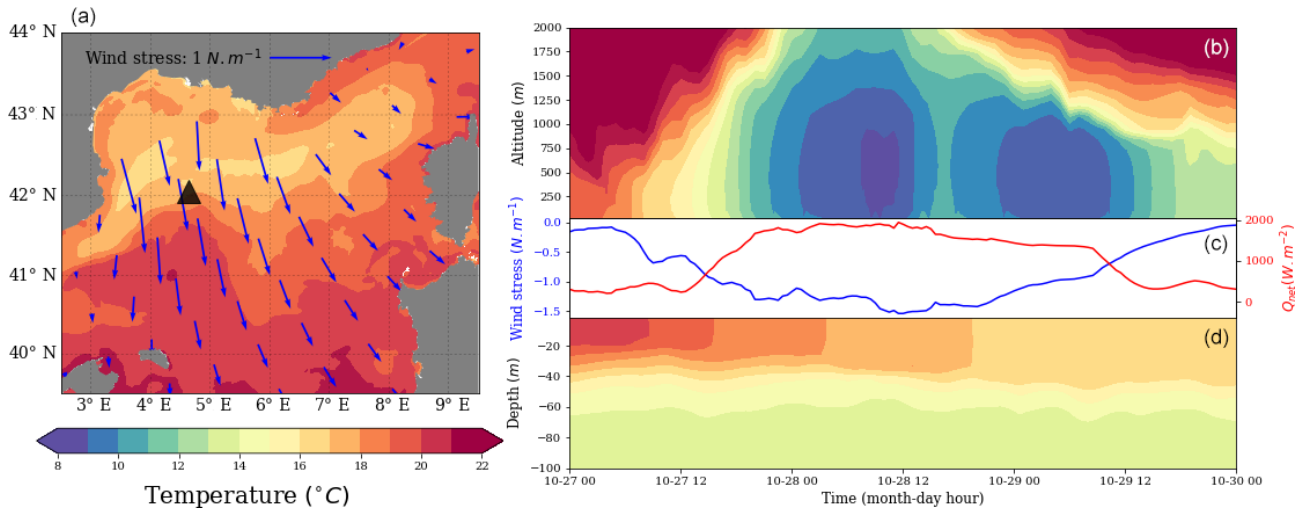 (a)
44° N
43° N
42° N
41° N
40° N
Wind stress: 1 N.m⁻¹
3° E 4° E 5° E 6° E 7° E 8° E 9° E
8 10 12 14 16 18 20 22
Temperature (°C)
(b)
Altitude (m)
2000
1750
1500
1250
1000
750
500
250
(c)
Wind stress (N.m⁻¹)
0.0
−0.5
−1.0
−1.5
2000
1000
0
Qnet(W.m⁻²)
(d)
Depth (m)
−20
−40
−60
−80
−100
10-27 00 10-27 12 10-28 00 10-28 12 10-29 00 10-29 12 10-30 00
Time (month-day hour)